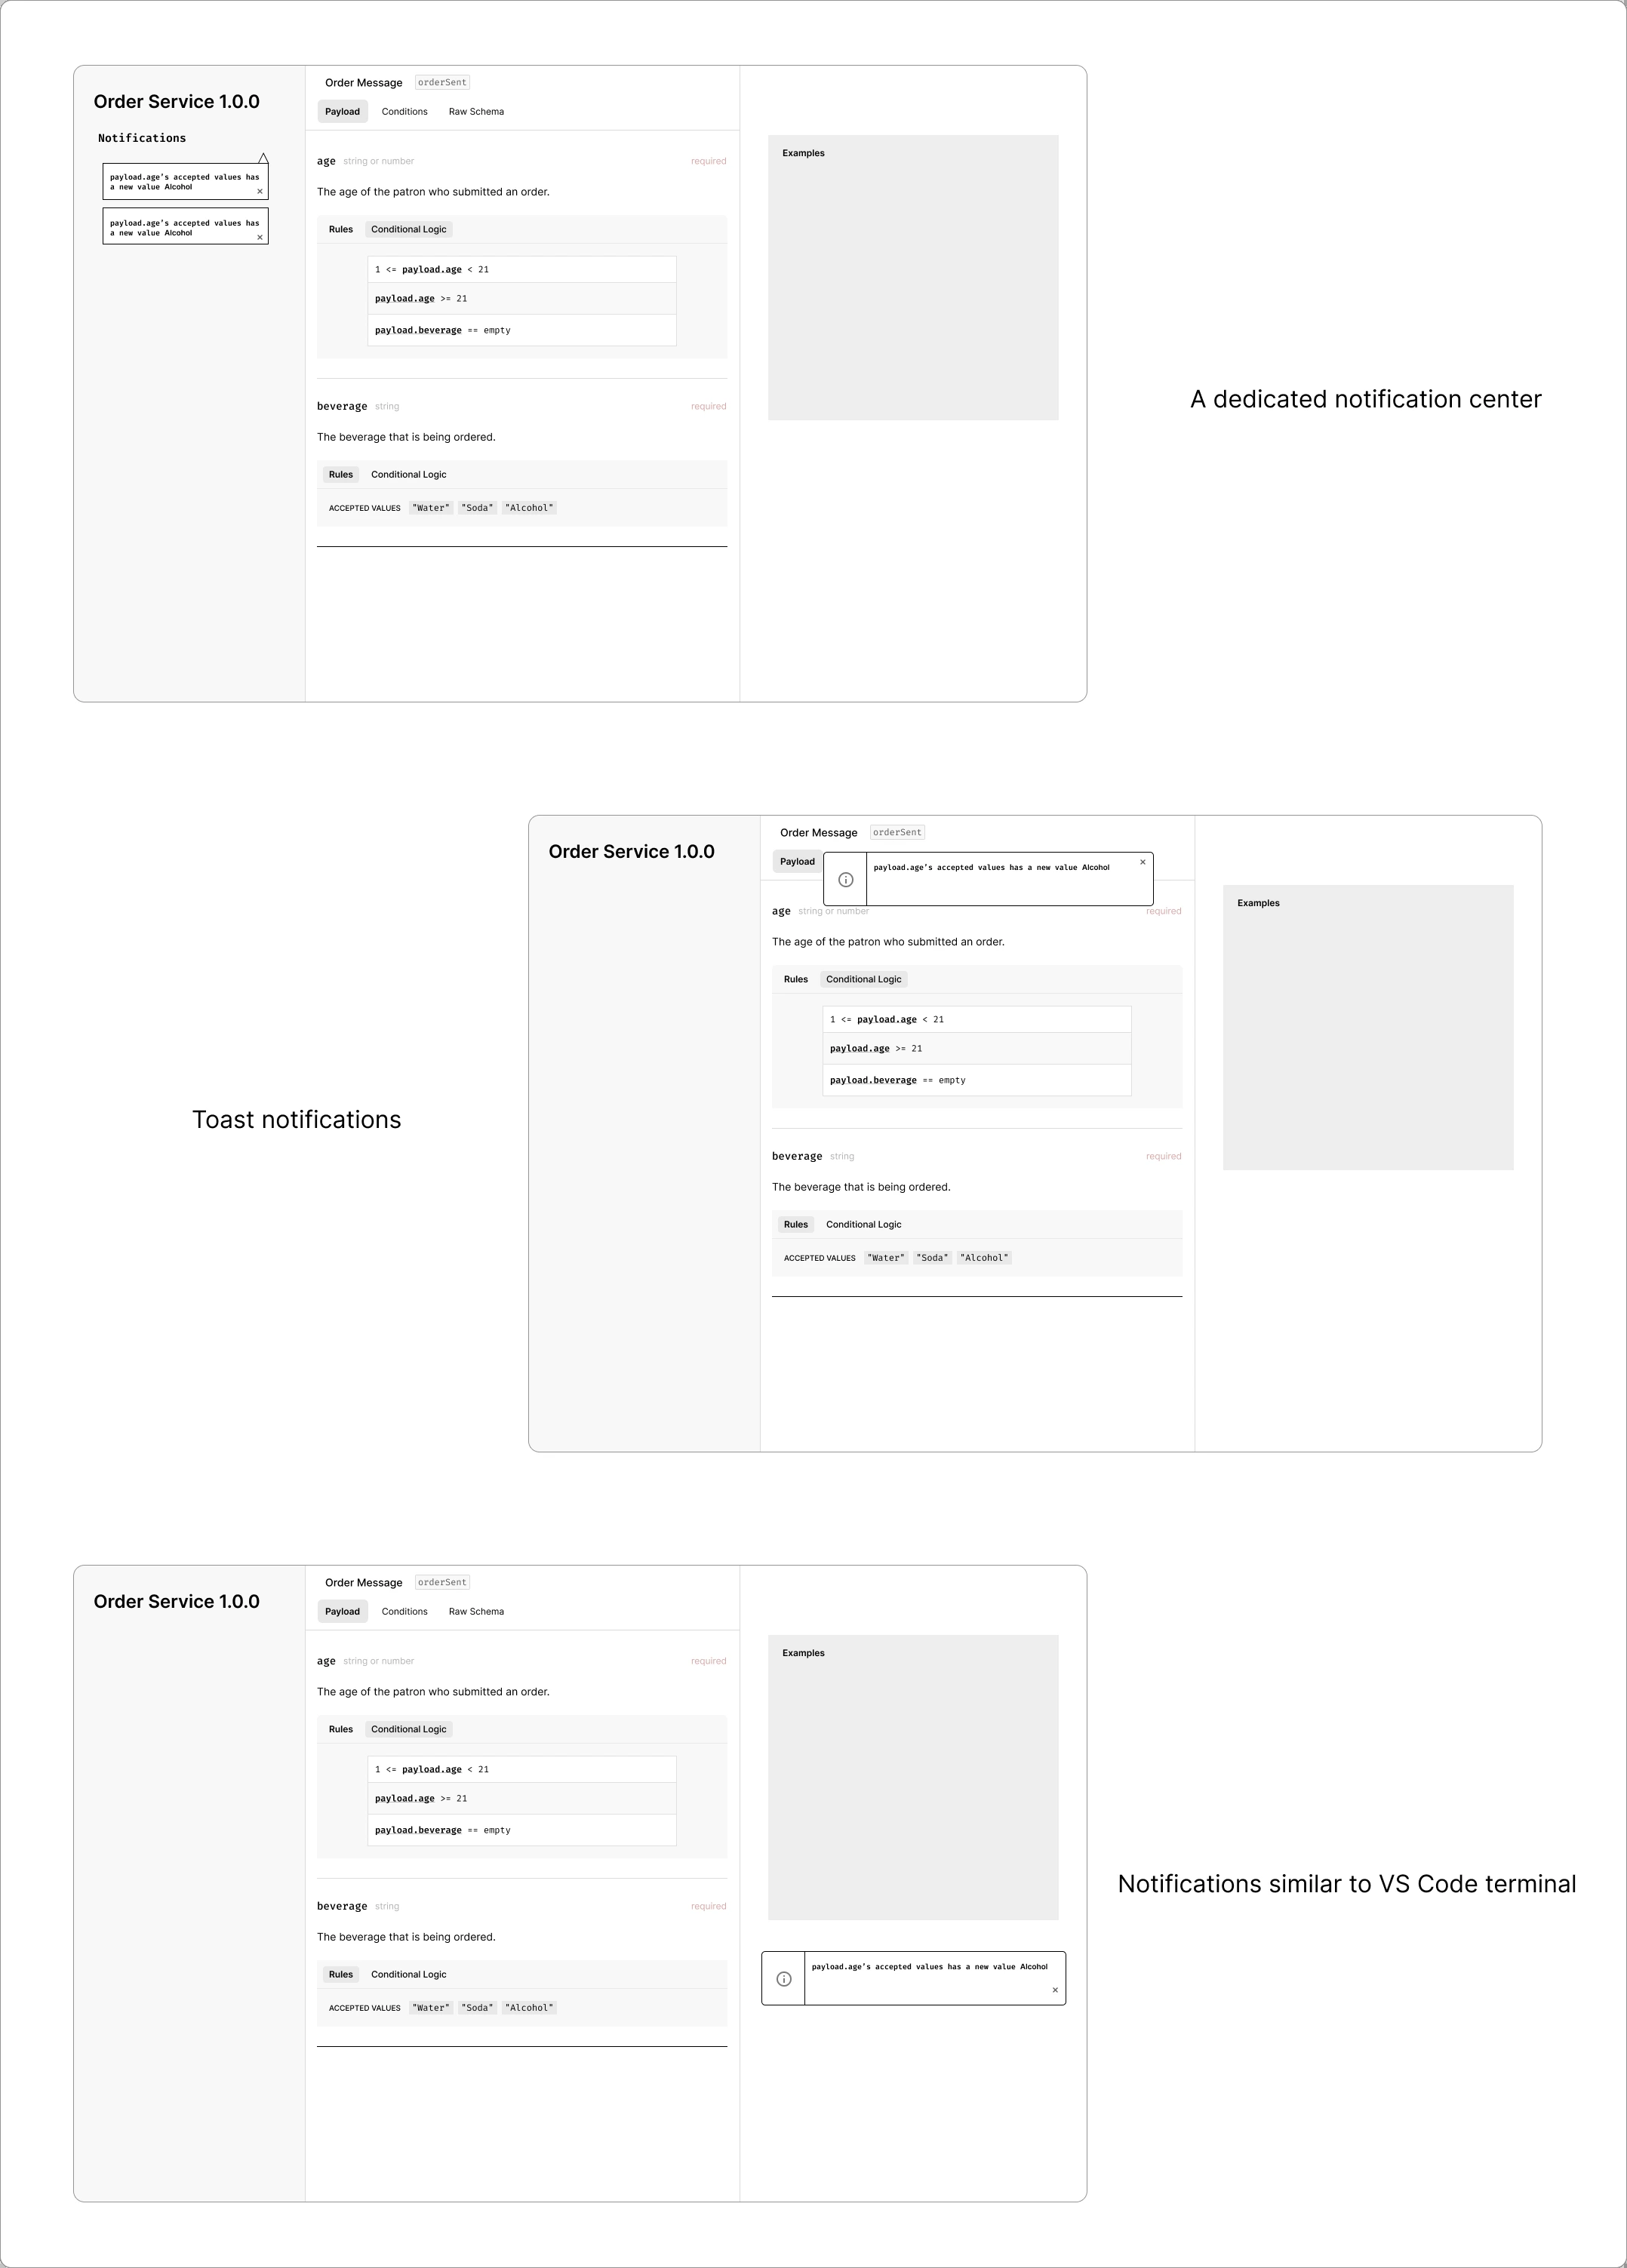 Order Service 1.0.0
Notifications
payload.age’s accepted values has
a new value Alcohol
×
payload.age’s accepted values has
a new value Alcohol
×
Order Message orderSent
Payload Conditions Raw Schema
age string or number required
The age of the patron who submitted an order.
Rules Conditional Logic
1 <= payload.age < 21
payload.age >= 21
payload.beverage == empty
beverage string required
The beverage that is being ordered.
Rules Conditional Logic
ACCEPTED VALUES "Water" "Soda" "Alcohol"
Examples
A dedicated notification center
Toast notifications
Order Service 1.0.0
Order Message orderSent
Payload
payload.age’s accepted values has a new value Alcohol ×
age string or number required
The age of the patron who submitted an order.
Rules Conditional Logic
1 <= payload.age < 21
payload.age >= 21
payload.beverage == empty
beverage string required
The beverage that is being ordered.
Rules Conditional Logic
ACCEPTED VALUES "Water" "Soda" "Alcohol"
Examples
Order Service 1.0.0
Order Message orderSent
Payload Conditions Raw Schema
age string or number required
The age of the patron who submitted an order.
Rules Conditional Logic
1 <= payload.age < 21
payload.age >= 21
payload.beverage == empty
beverage string required
The beverage that is being ordered.
Rules Conditional Logic
ACCEPTED VALUES "Water" "Soda" "Alcohol"
Examples
payload.age’s accepted values has a new value Alcohol
×
Notifications similar to VS Code terminal